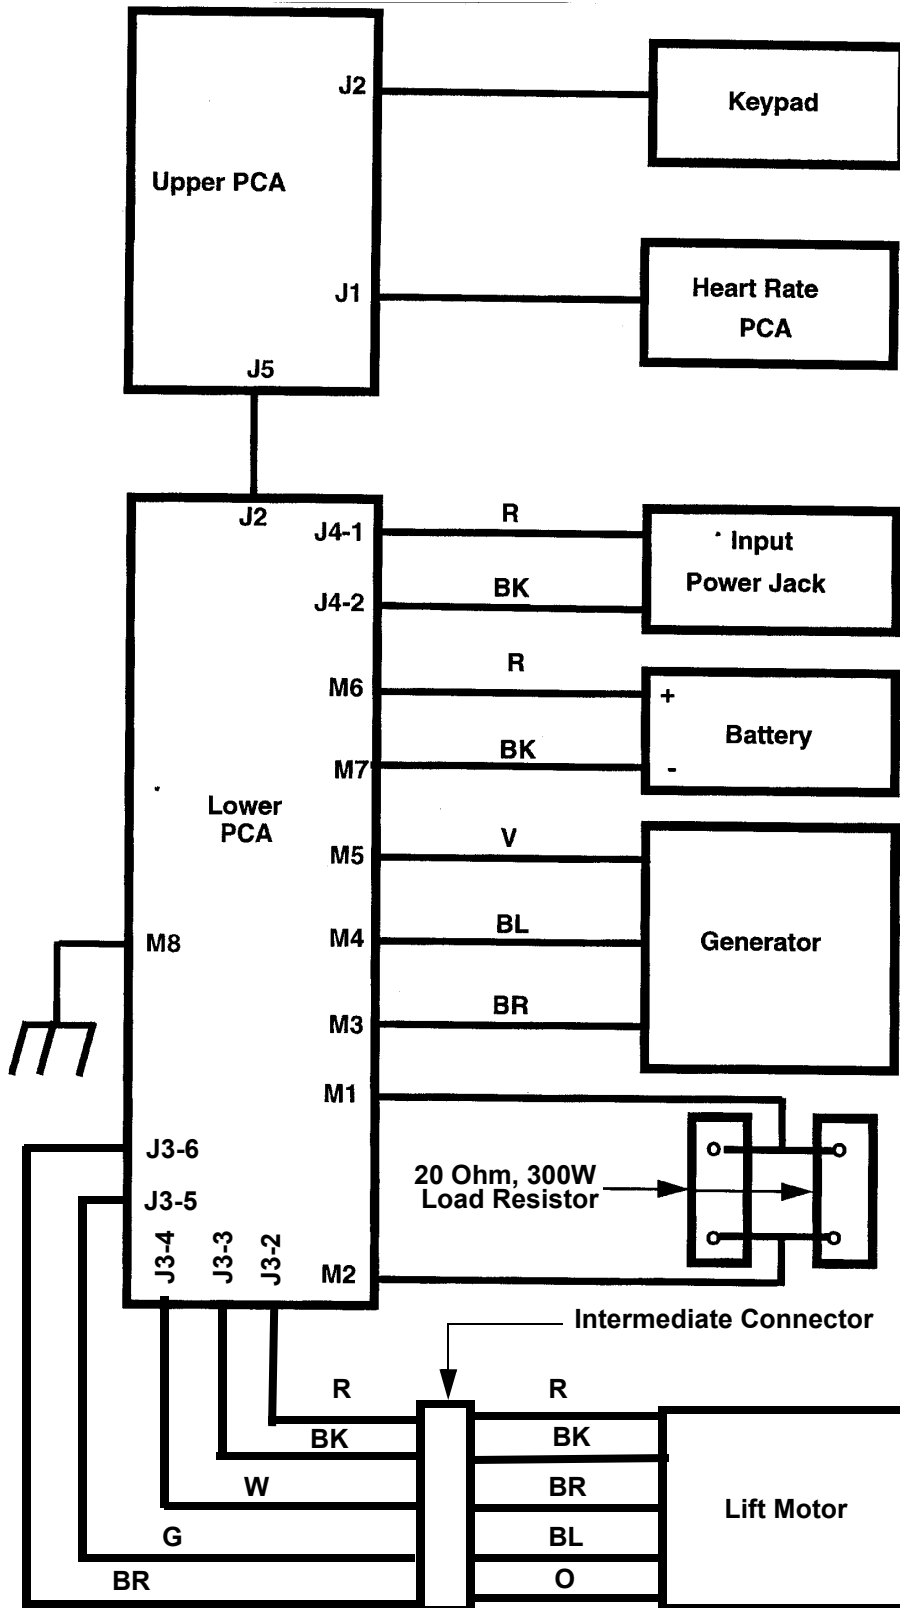 J2
Keypad
Upper PCA
J1
Heart Rate
PCA
J5
J2
J4-1
R
Input
Power Jack
J4-2
BK
M6
R
+
Battery
M7
BK
-
Lower
PCA
M5
V
M8
M4
BL
Generator
M3
BR
M1
J3-6
20 Ohm, 300W
Load Resistor
J3-5
J3-4
J3-3
J3-2
M2
Intermediate Connector
R
R
BK
BK
W
BR
Lift Motor
G
BL
BR
O